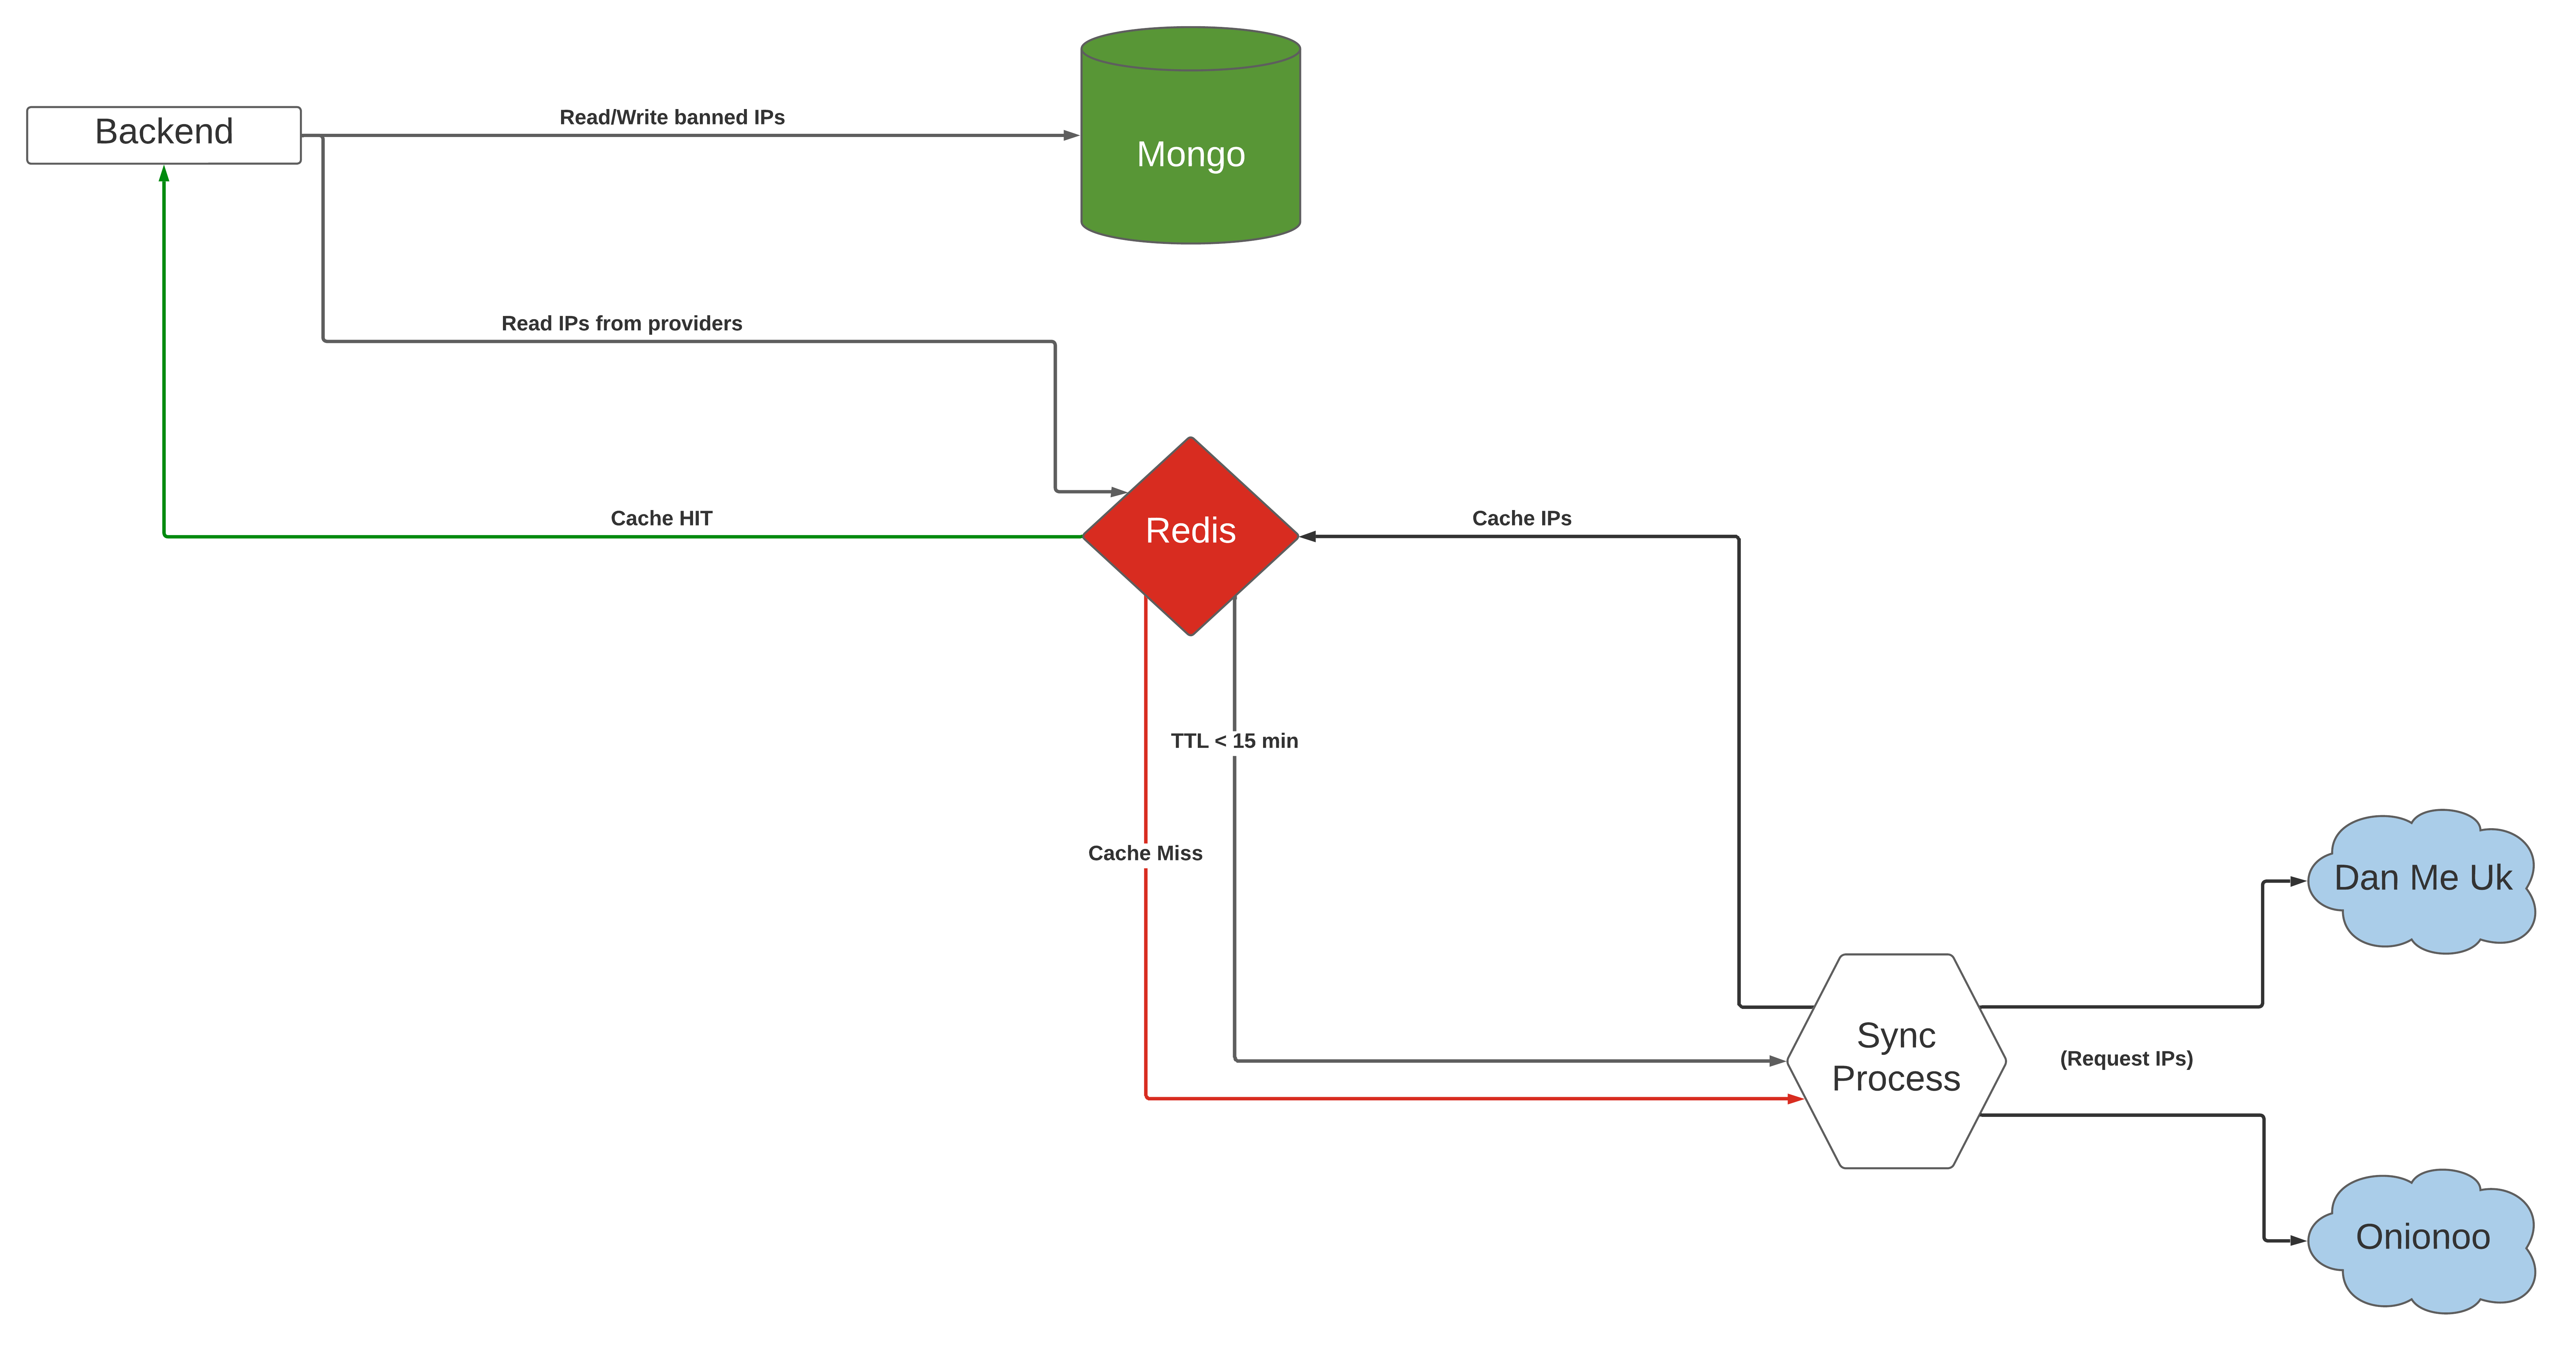 Backend
Read/Write banned IPs
Mongo
Read IPs from providers
Cache HIT
Redis
Cache IPs
TTL < 15 min
Cache Miss
Dan Me Uk
Sync
Process
(Request IPs)
Onionoo